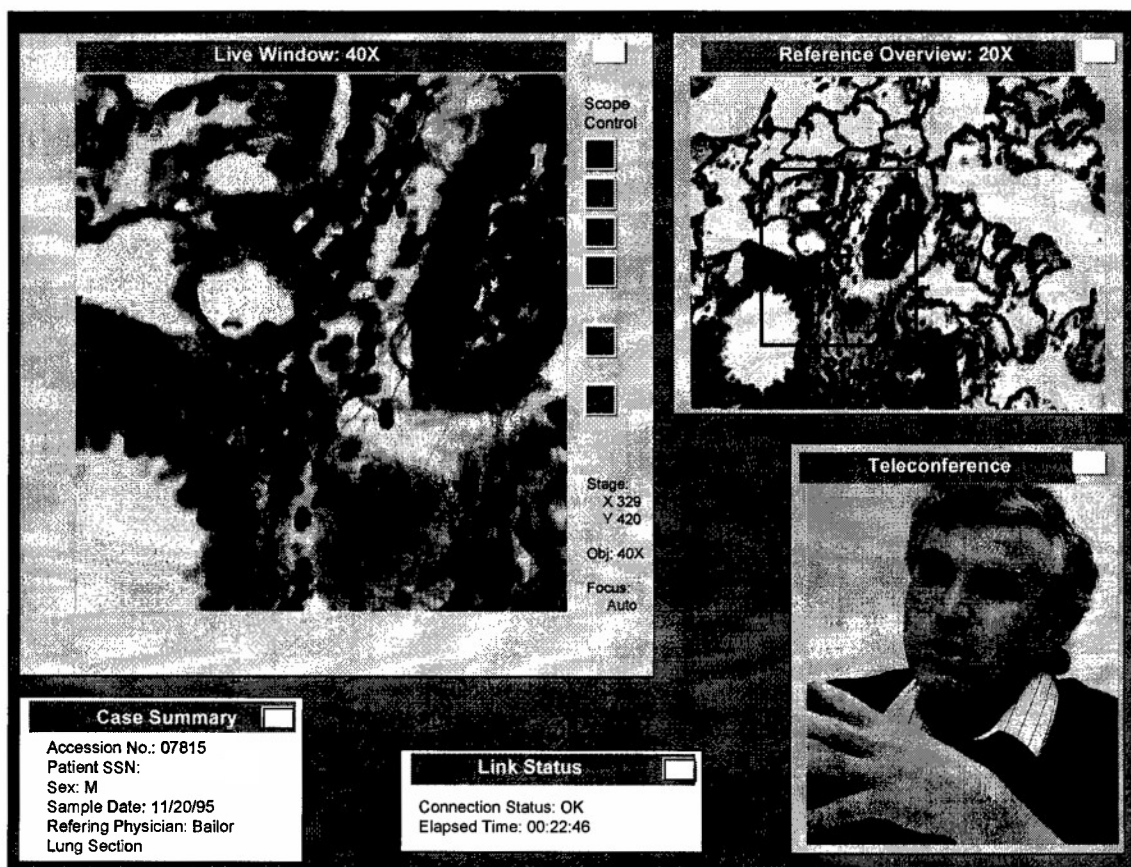 Live Window: 40X
Scope
Control
Stage:
X 329
Y 420
Obj: 40X
Focus:
Auto
Reference Overview: 20X
Teleconference
Case Summary
Accession No.: 07815
Patient SSN:
Sex: M
Sample Date: 11/20/95
Refering Physician: Bailor
Lung Section
Link Status
Connection Status: OK
Elapsed Time: 00:22:46